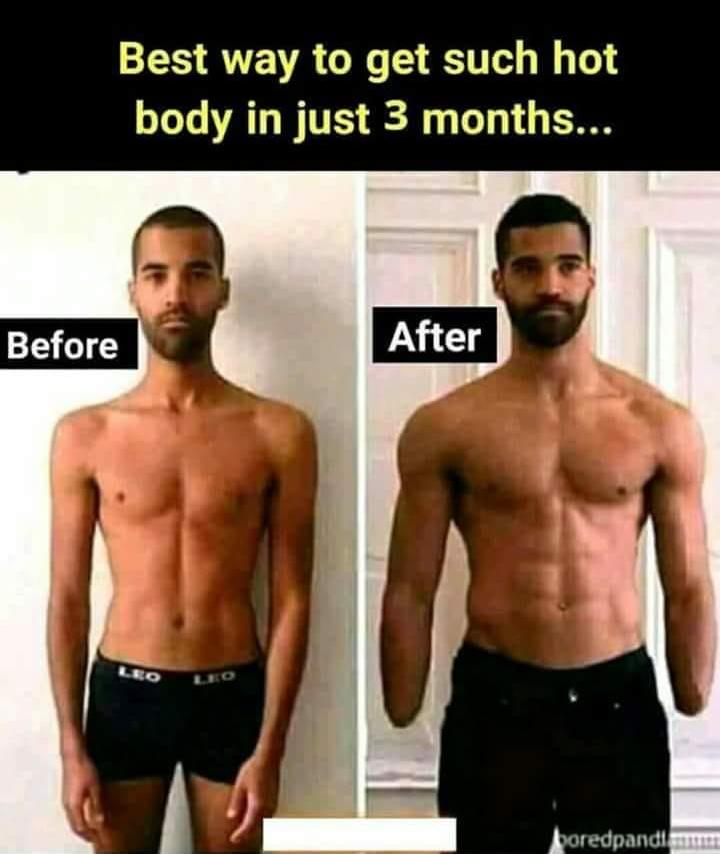 Best way to get such hot
body in just 3 months...
Before
After
LEO LEO